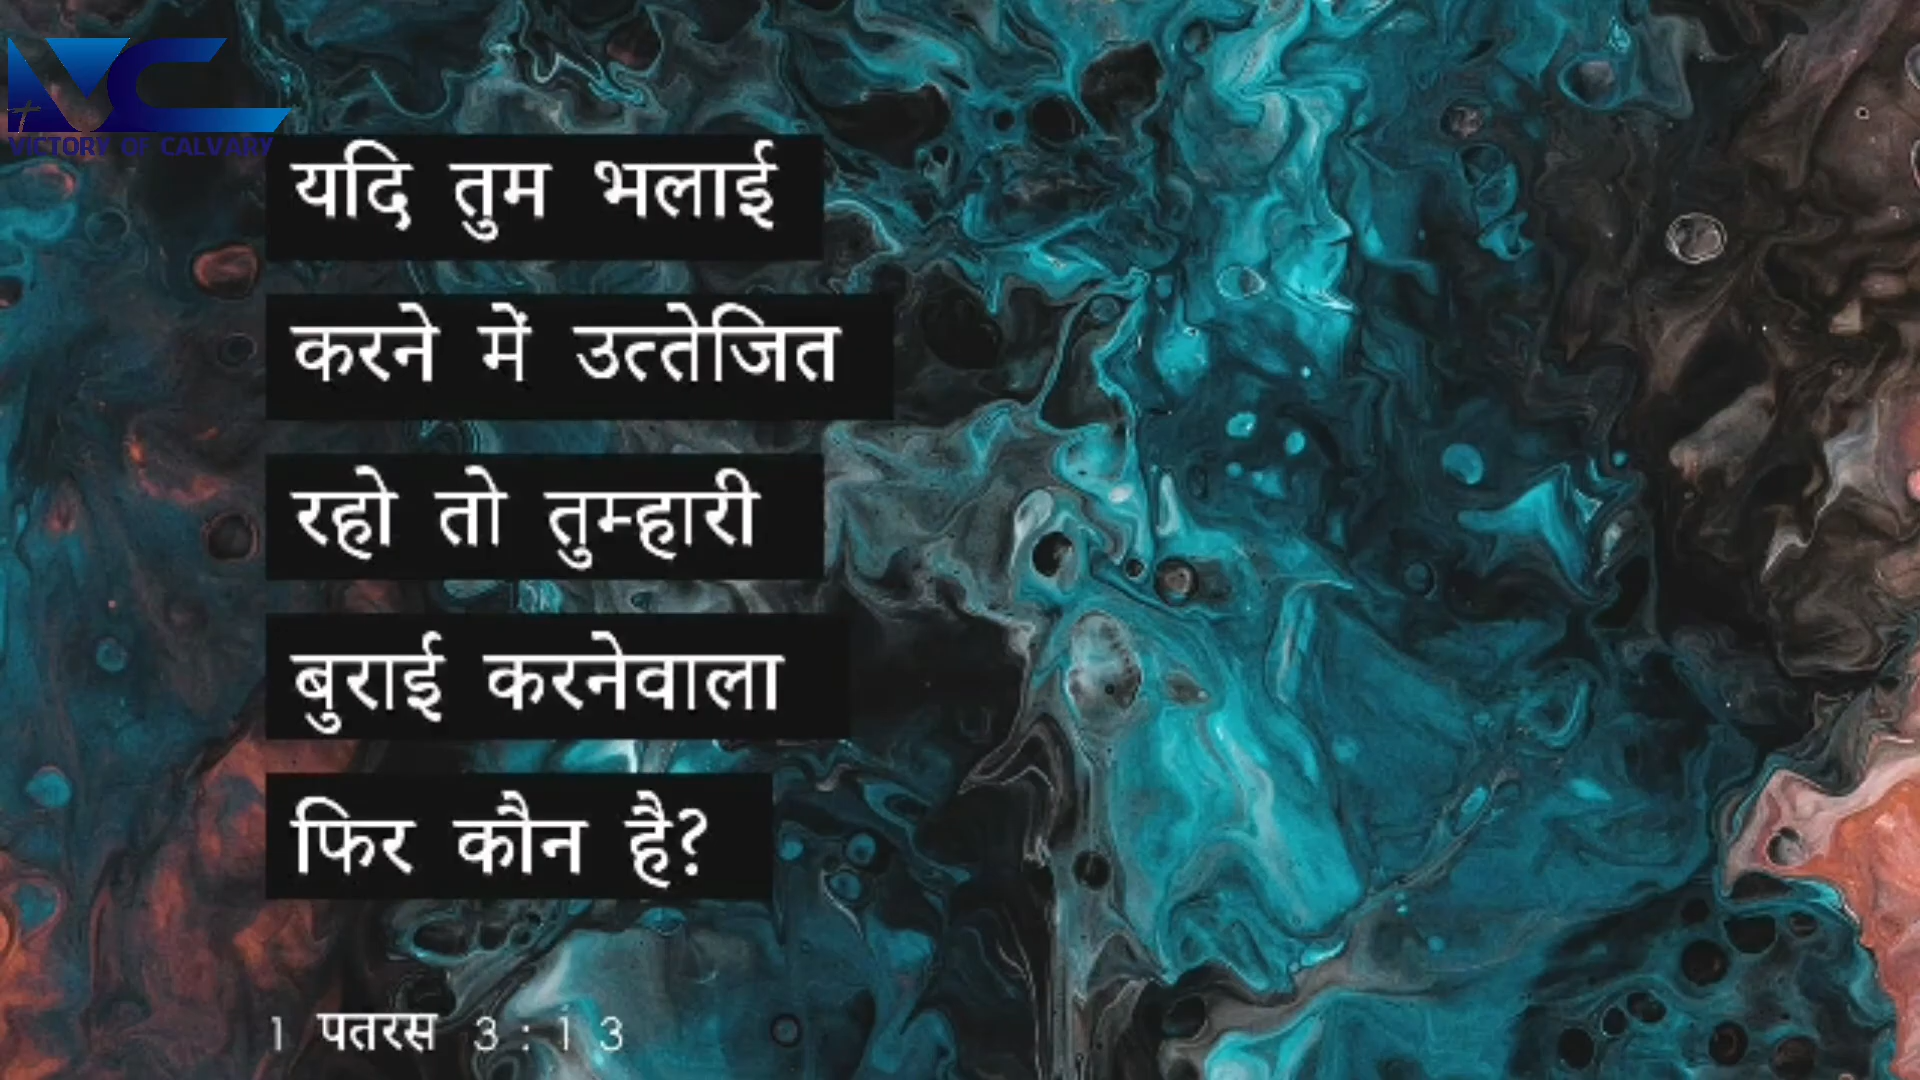 VICTORY OF CALVARY
यदि तुम भलाई
करने में उत्तेजित
रहो तो तुम्हारी
बुराई करनेवाला
फिर कौन है?
1 पतरस 3:13